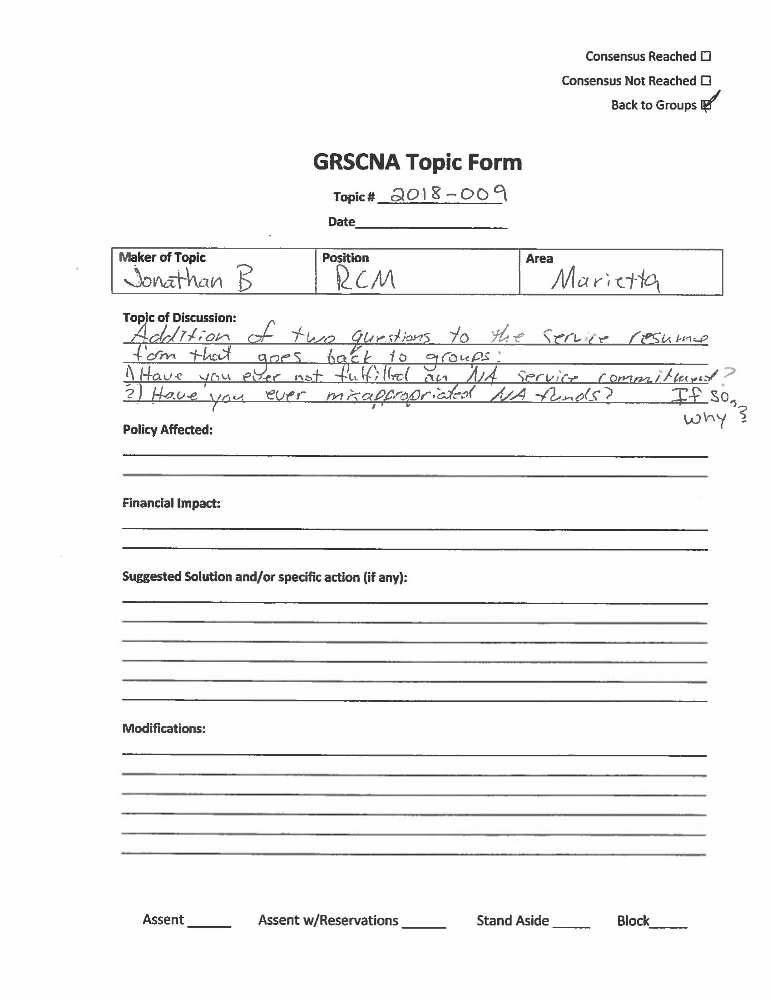 Consensus Reached ☐
Consensus Not Reached ☐
Back to Groups ☑
GRSCNA Topic Form
Topic # 2018-009
Date
Maker of Topic Position Area
Jonathan B RCM Marietta
Topic of Discussion:
Addition of two questions to the service resume
form that goes back to groups:
1) Have you ever not fulfilled an NA service commitment?
2) Have you ever misappropriated NA funds? If so,
why?
Policy Affected:
Financial Impact:
Suggested Solution and/or specific action (if any):
Modifications:
Assent Assent w/Reservations Stand Aside Block